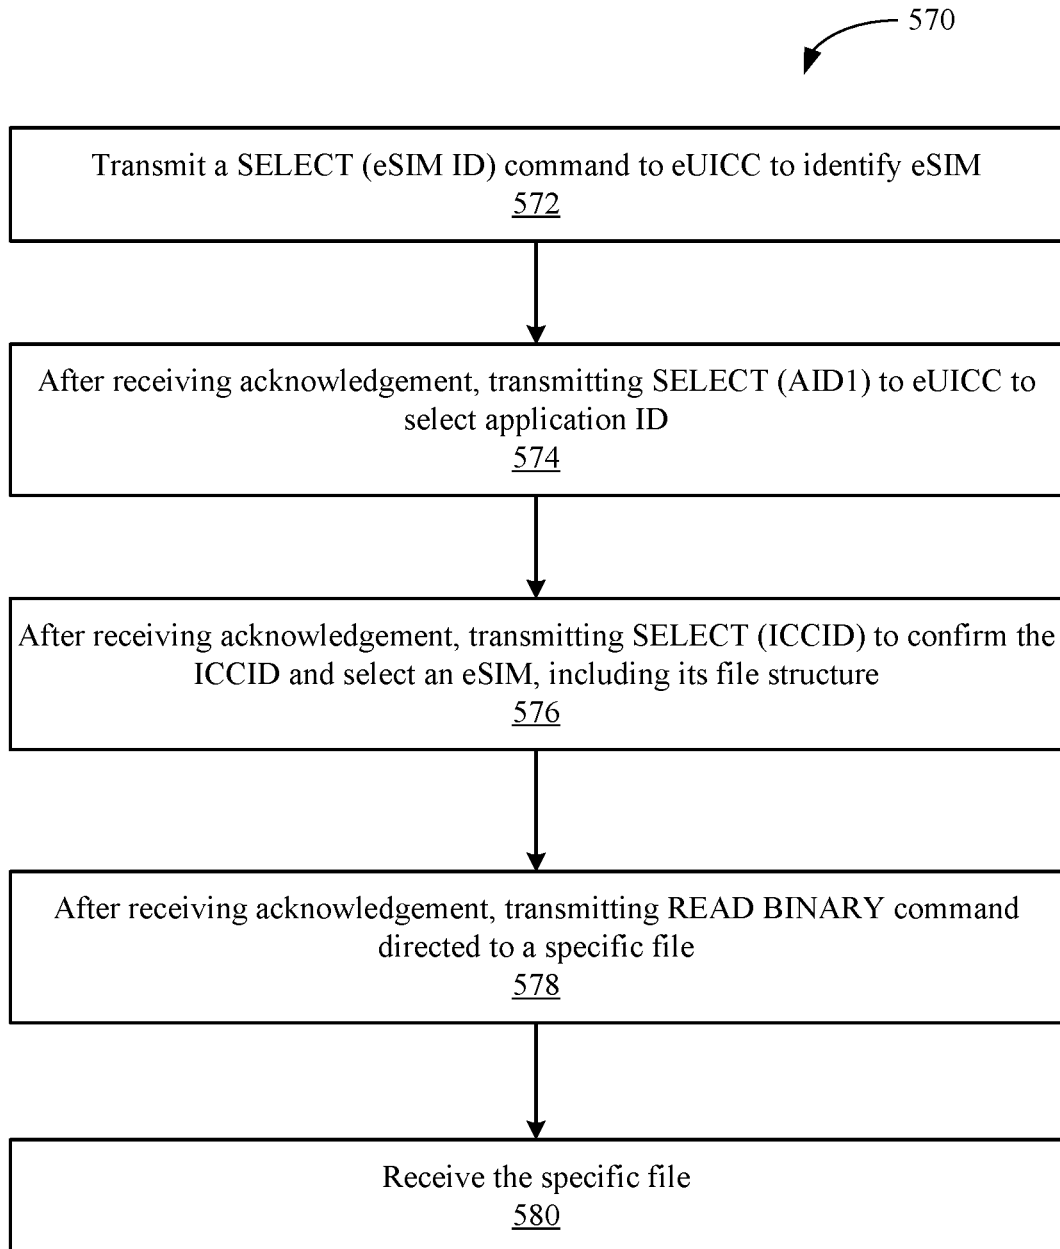 570
Transmit a SELECT (eSIM ID) command to eUICC to identify eSIM
572
After receiving acknowledgement, transmitting SELECT (AID1) to eUICC to
select application ID
574
After receiving acknowledgement, transmitting SELECT (ICCID) to confirm the
ICCID and select an eSIM, including its file structure
576
After receiving acknowledgement, transmitting READ BINARY command
directed to a specific file
578
Receive the specific file
580